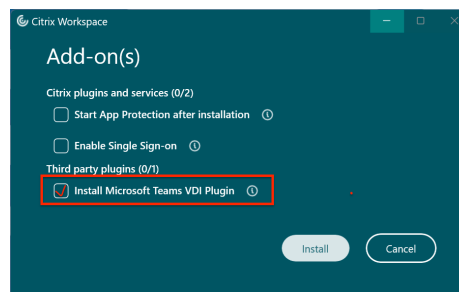 Citrix Workspace
Add-on(s)
Citrix plugins and services (0/2)
Start App Protection after installation
Enable Single Sign-on
Third party plugins (0/1)
Install Microsoft Teams VDI Plugin
Install
Cancel